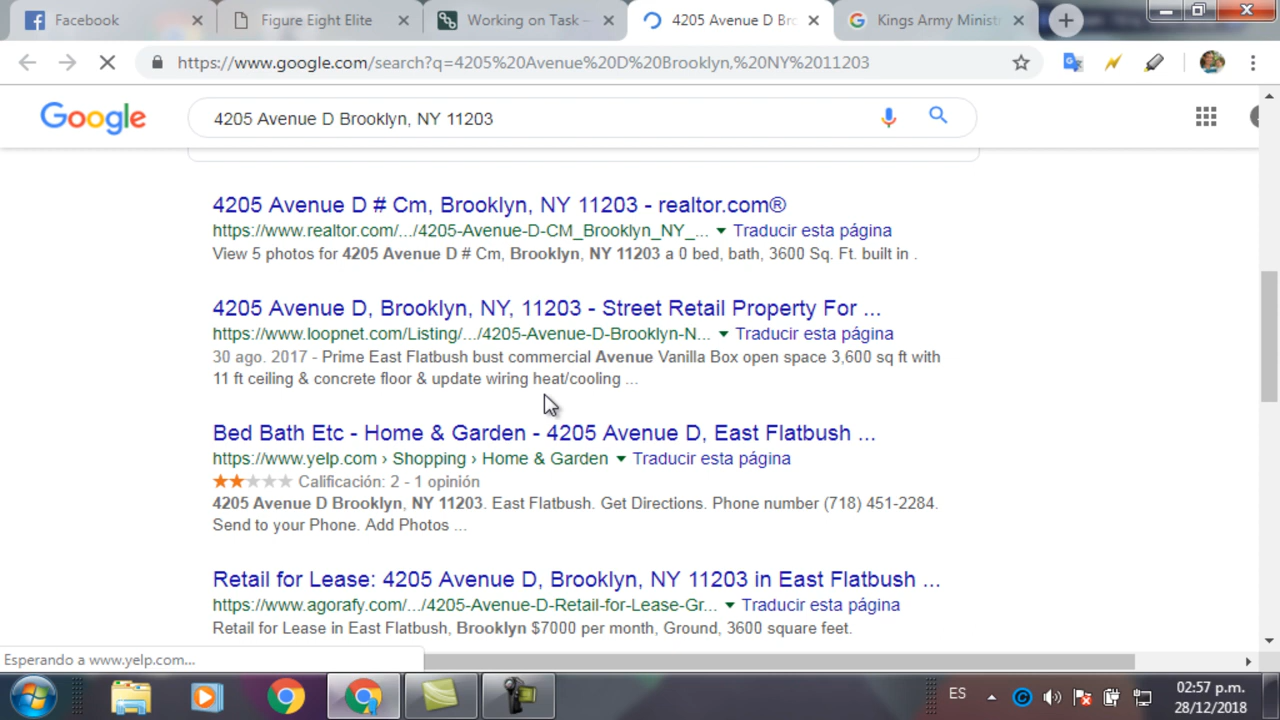 Facebook
Figure Eight Elite
Working on Task –
4205 Avenue D Bro
Kings Army Minist
https://www.google.com/search?q=4205%20Avenue%20D%20Brooklyn,%20NY%2011203
Google
4205 Avenue D Brooklyn, NY 11203
4205 Avenue D # Cm, Brooklyn, NY 11203 - realtor.com®
https://www.realtor.com/.../4205-Avenue-D-CM_Brooklyn_NY_... Traducir esta página
View 5 photos for 4205 Avenue D # Cm, Brooklyn, NY 11203 a 0 bed, bath, 3600 Sq. Ft. built in .
4205 Avenue D, Brooklyn, NY, 11203 - Street Retail Property For ...
https://www.loopnet.com/Listing/.../4205-Avenue-D-Brooklyn-N... Traducir esta página
30 ago. 2017 - Prime East Flatbush bust commercial Avenue Vanilla Box open space 3,600 sq ft with
11 ft ceiling & concrete floor & update wiring heat/cooling ...
Bed Bath Etc - Home & Garden - 4205 Avenue D, East Flatbush ...
https://www.yelp.com › Shopping › Home & Garden Traducir esta página
Calificación: 2 - 1 opinión
4205 Avenue D Brooklyn, NY 11203. East Flatbush. Get Directions. Phone number (718) 451-2284.
Send to your Phone. Add Photos ...
Retail for Lease: 4205 Avenue D, Brooklyn, NY 11203 in East Flatbush ...
https://www.agorafy.com/.../4205-Avenue-D-Retail-for-Lease-Gr... Traducir esta página
Retail for Lease in East Flatbush, Brooklyn $7000 per month, Ground, 3600 square feet.
Esperando a www.yelp.com...
ES
02:57 p.m.
28/12/2018